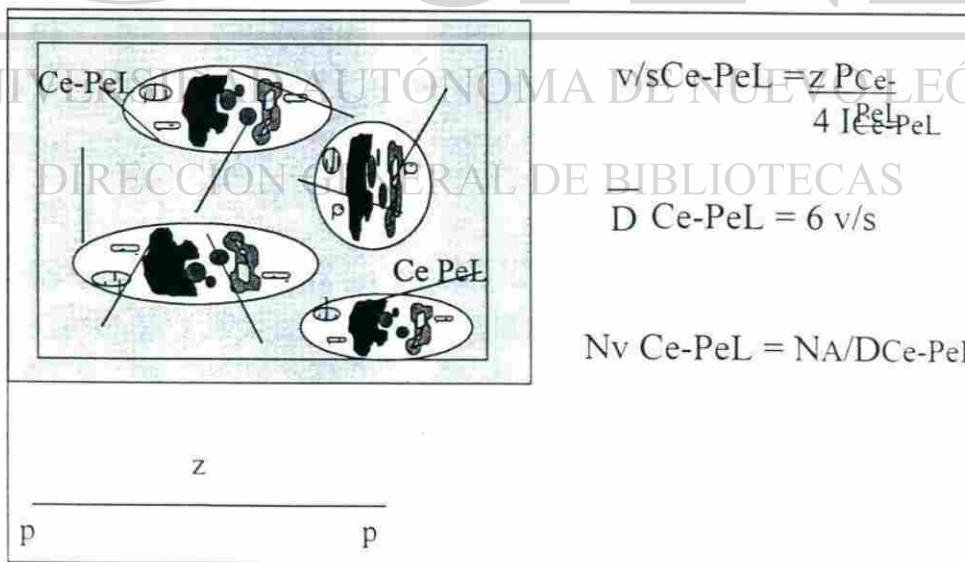 UNIVERSIDAD AUTÓNOMA DE NUEVO LEÓN
DIRECCIÓN GENERAL DE BIBLIOTECAS
Ce-PeL
Ce PeL
v/sCe-PeL = z PCe-PeL
4 ICe-PeL
D Ce-PeL = 6 v/s
Nv Ce-PeL = NA/DCe-PeL
z
p p